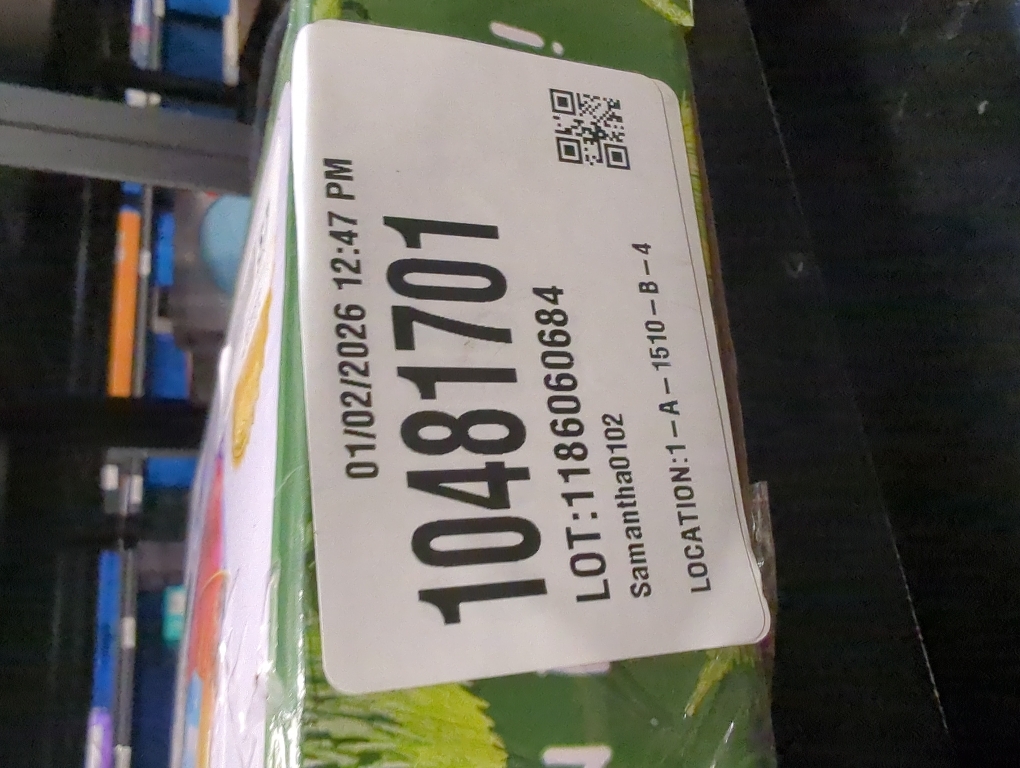 01/02/2026 12:47 PM
10481701
LOT:1186060684
Samantha0102
LOCATION:1-A-1510-B-4